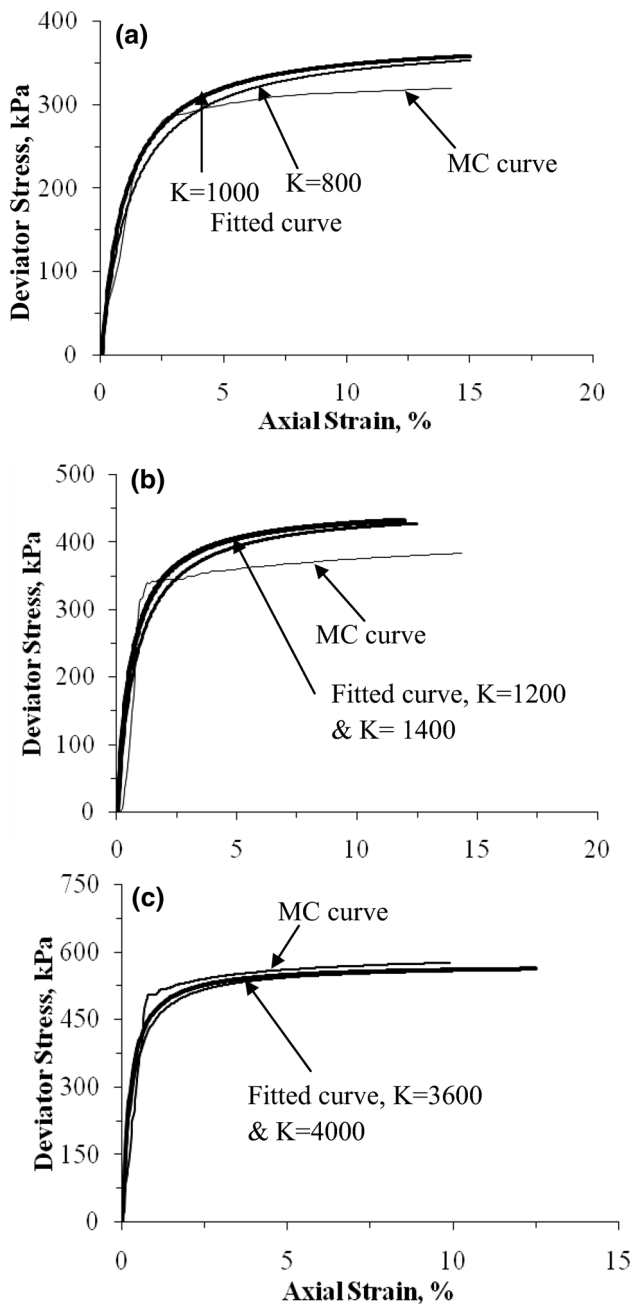 (a)
Deviator Stress, kPa
400
300
200
100
0
K=1000
K=800
Fitted curve
MC curve
0 5 10 15 20
Axial Strain, %
(b)
Deviator Stress, kPa
500
400
300
200
100
0
MC curve
Fitted curve, K=1200
& K= 1400
0 5 10 15 20
(c)
Deviator Stress, kPa
750
600
450
300
150
0
MC curve
Fitted curve, K=3600
& K=4000
0 5 10 15
Axial Strain, %